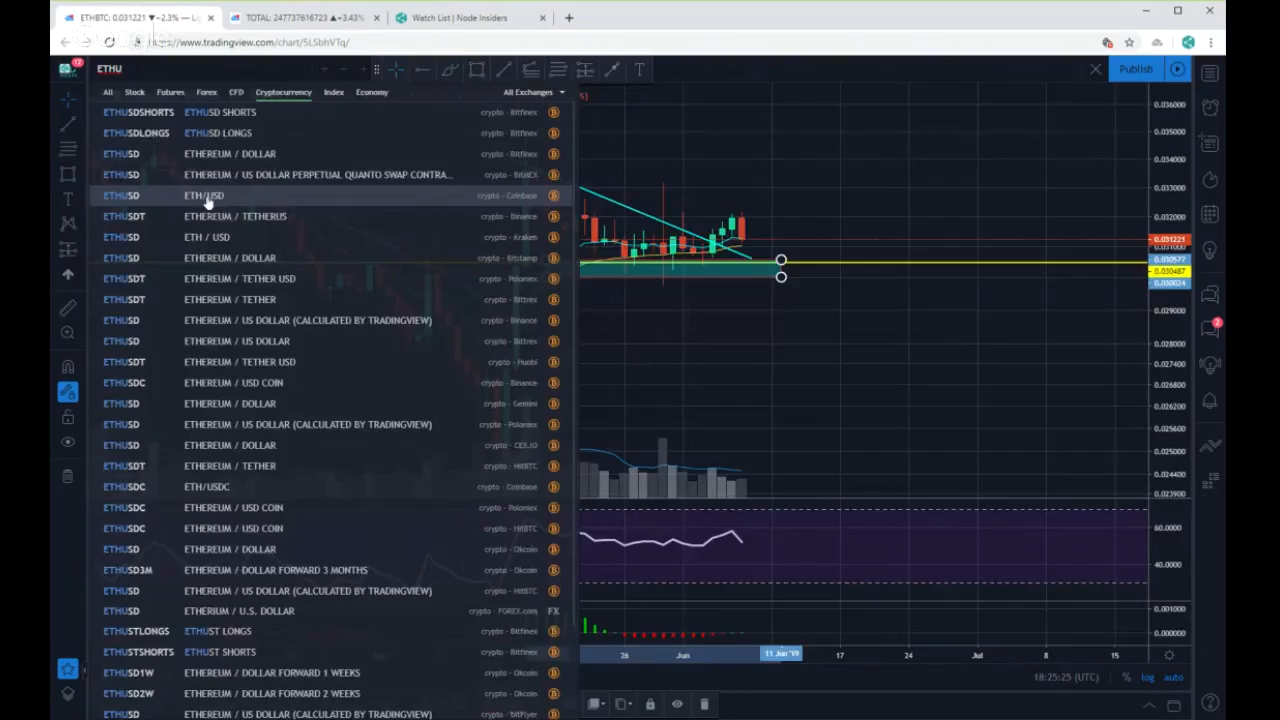 ETHBTC: 0.031221 ▼−2.3% — Li
TOTAL: 247737616723 ▲+3.43%
Watch List | Node Insiders
https://www.tradingview.com/chart/5LSbhVTq/
12
ETHU
Publish
All Stock Futures Forex CFD Cryptocurrency Index Economy All Exchanges
ETHUSDSHORTS ETHUSD SHORTS crypto - Bitfinex
ETHUSDLONGS ETHUSD LONGS crypto - Bitfinex
ETHUSD ETHEREUM / DOLLAR crypto - Bitfinex
ETHUSD ETHEREUM / US DOLLAR PERPETUAL QUANTO SWAP CONTRA... crypto - BitMEX
ETHUSD ETH/USD crypto - Coinbase
ETHUSDT ETHEREUM / TETHERUS crypto - Binance
ETHUSD ETH / USD crypto - Kraken
ETHUSD ETHEREUM / DOLLAR crypto - Bitstamp
ETHUSDT ETHEREUM / TETHER USD crypto - Poloniex
ETHUSDT ETHEREUM / TETHER crypto - Bittrex
ETHUSD ETHEREUM / US DOLLAR (CALCULATED BY TRADINGVIEW) crypto - Binance
ETHUSD ETHEREUM / US DOLLAR crypto - Bittrex
ETHUSDT ETHEREUM / TETHER USD crypto - Huobi
ETHUSDC ETHEREUM / USD COIN crypto - Binance
ETHUSD ETHEREUM / DOLLAR crypto - Gemini
ETHUSD ETHEREUM / US DOLLAR (CALCULATED BY TRADINGVIEW) crypto - Poloniex
ETHUSD ETHEREUM / DOLLAR crypto - CEX.IO
ETHUSDT ETHEREUM / TETHER crypto - HitBTC
ETHUSDC ETH/USDC crypto - Coinbase
ETHUSDC ETHEREUM / USD COIN crypto - Poloniex
ETHUSDC ETHEREUM / USD COIN crypto - HitBTC
ETHUSD ETHEREUM / DOLLAR crypto - Okcoin
ETHUSD3M ETHEREUM / DOLLAR FORWARD 3 MONTHS crypto - Okcoin
ETHUSD ETHEREUM / US DOLLAR (CALCULATED BY TRADINGVIEW) crypto - HitBTC
ETHUSD ETHERIUM / U.S. DOLLAR crypto - FOREX.com FX
ETHUSTLONGS ETHUST LONGS crypto - Bitfinex
ETHUSTSHORTS ETHUST SHORTS crypto - Bitfinex
ETHUSD1W ETHEREUM / DOLLAR FORWARD 1 WEEKS crypto - Okcoin
ETHUSD2W ETHEREUM / DOLLAR FORWARD 2 WEEKS crypto - Okcoin
ETHUSD ETHEREUM / US DOLLAR (CALCULATED BY TRADINGVIEW) crypto - bitFlyer
0.036000
0.035000
0.034000
0.033000
0.032000
0.031221
0.031000
0.030577
0.030487
0.030024
0.029000
0.028000
0.027400
0.026800
0.026200
0.025600
0.025000
0.024400
0.023900
60.0000
40.0000
0.001000
0.000000
26 Jun 11 Jun '19 17 24 Jul 8 15
18:25:25 (UTC) % log auto
2